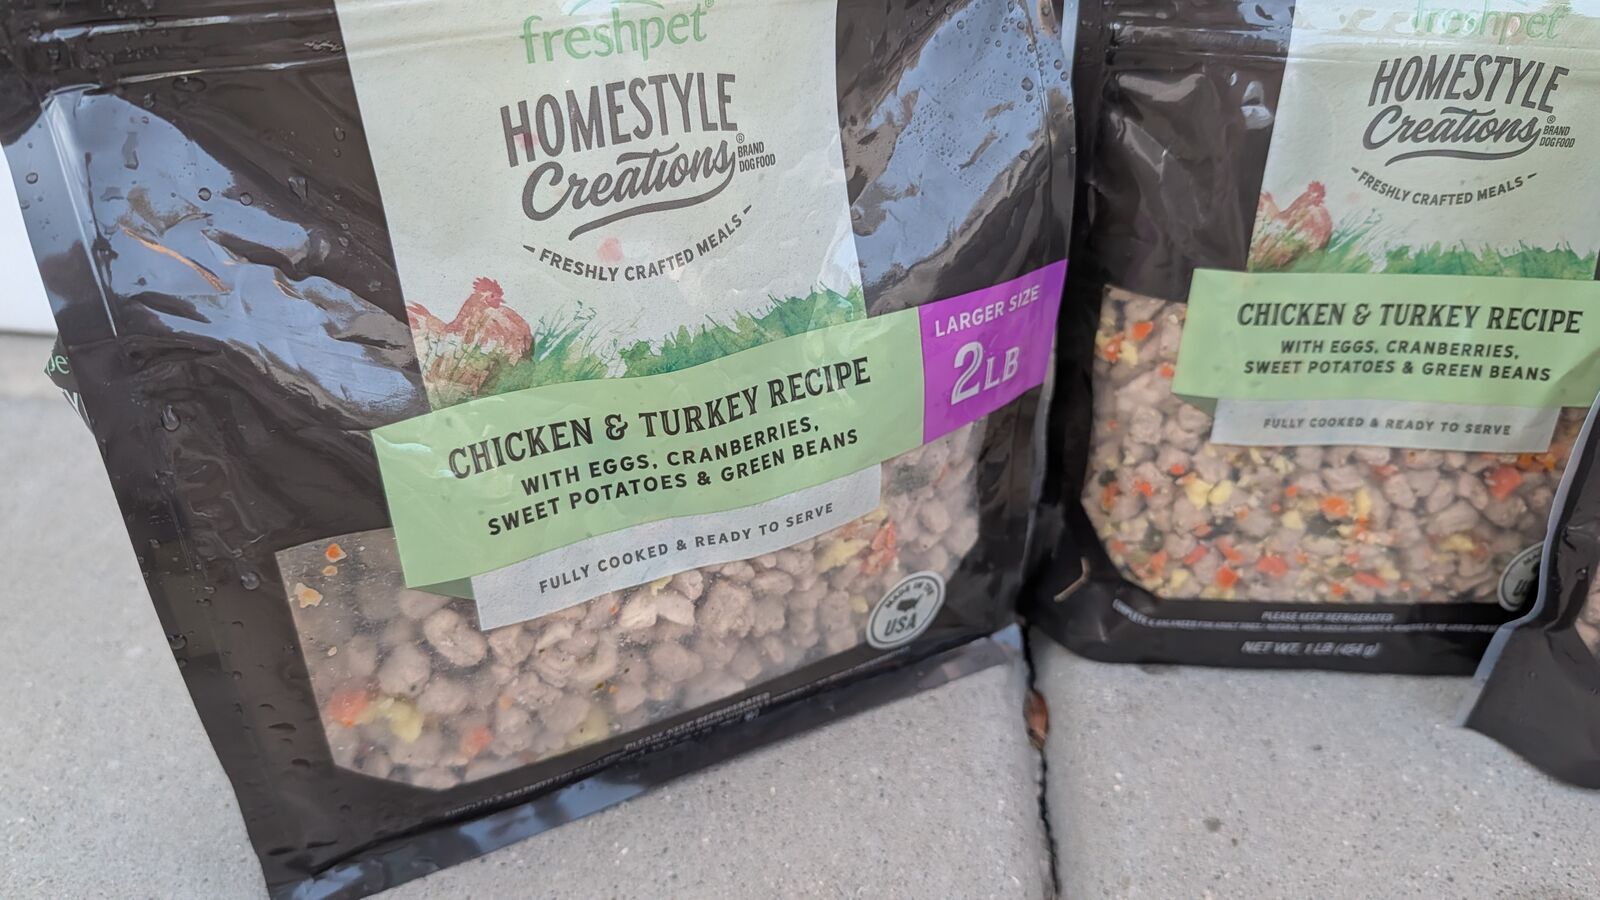 freshpet®
HOMESTYLE
Creations®
BRAND
DOG FOOD
FRESHLY CRAFTED MEALS
LARGER SIZE
2LB
CHICKEN & TURKEY RECIPE
WITH EGGS, CRANBERRIES,
SWEET POTATOES & GREEN BEANS
FULLY COOKED & READY TO SERVE
MADE IN THE
USA
PLEASE KEEP REFRIGERATED
freshpet®
HOMESTYLE
Creations®
BRAND
DOG FOOD
FRESHLY CRAFTED MEALS
CHICKEN & TURKEY RECIPE
WITH EGGS, CRANBERRIES,
SWEET POTATOES & GREEN BEANS
FULLY COOKED & READY TO SERVE
PLEASE KEEP REFRIGERATED
NET WT. 1 LB (454 g)